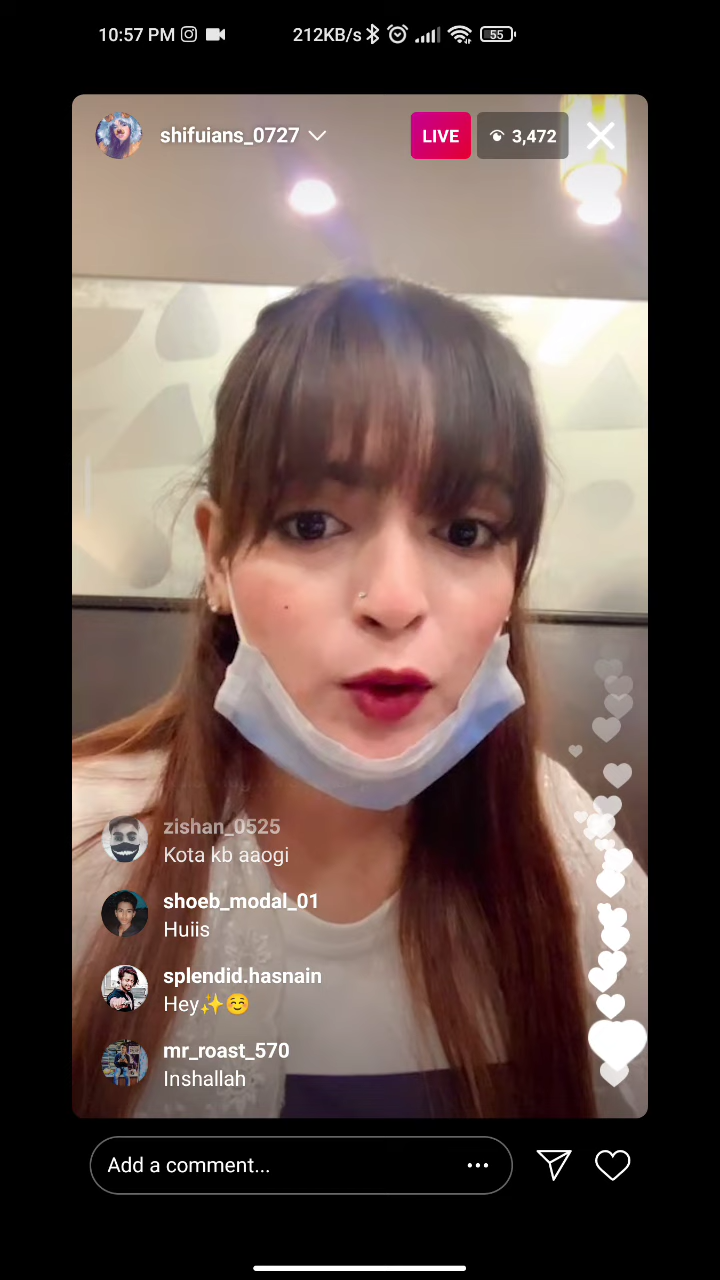 10:57 PM
212KB/s
55
shifuians_0727
LIVE
3,472
zishan_0525
Kota kb aaogi
shoeb_modal_01
Huiis
splendid.hasnain
Hey✨☺️
mr_roast_570
Inshallah
Add a comment...